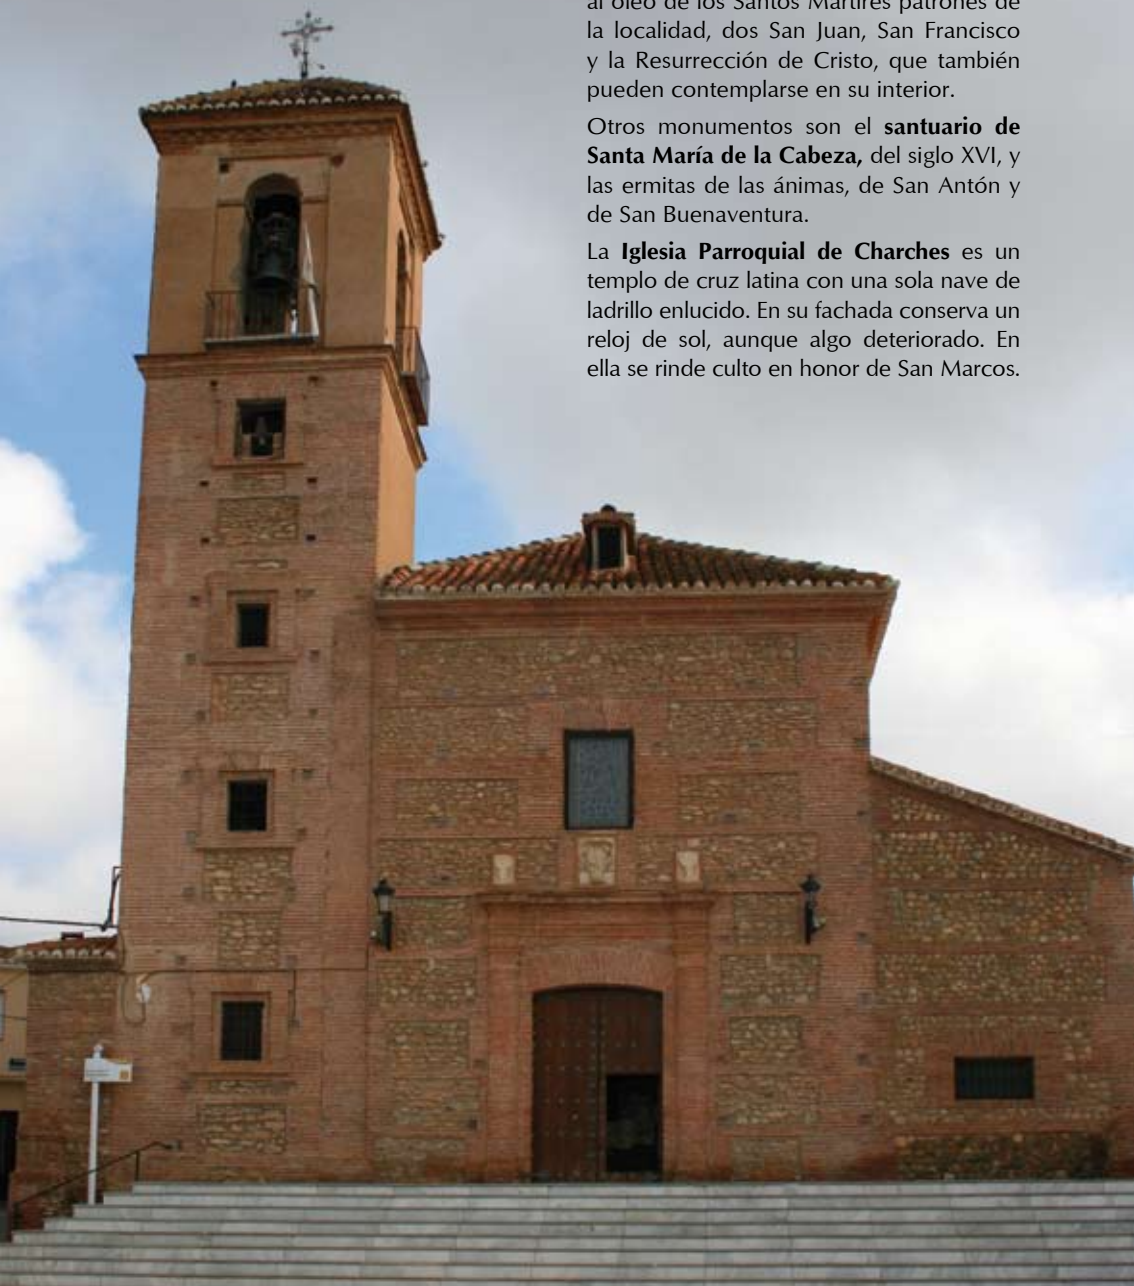 al óleo de los Santos Mártires patrones de
la localidad, dos San Juan, San Francisco
y la Resurrección de Cristo, que también
pueden contemplarse en su interior.
Otros monumentos son el santuario de
Santa María de la Cabeza, del siglo XVI, y
las ermitas de las ánimas, de San Antón y
de San Buenaventura.
La Iglesia Parroquial de Charches es un
templo de cruz latina con una sola nave de
ladrillo enlucido. En su fachada conserva un
reloj de sol, aunque algo deteriorado. En
ella se rinde culto en honor de San Marcos.